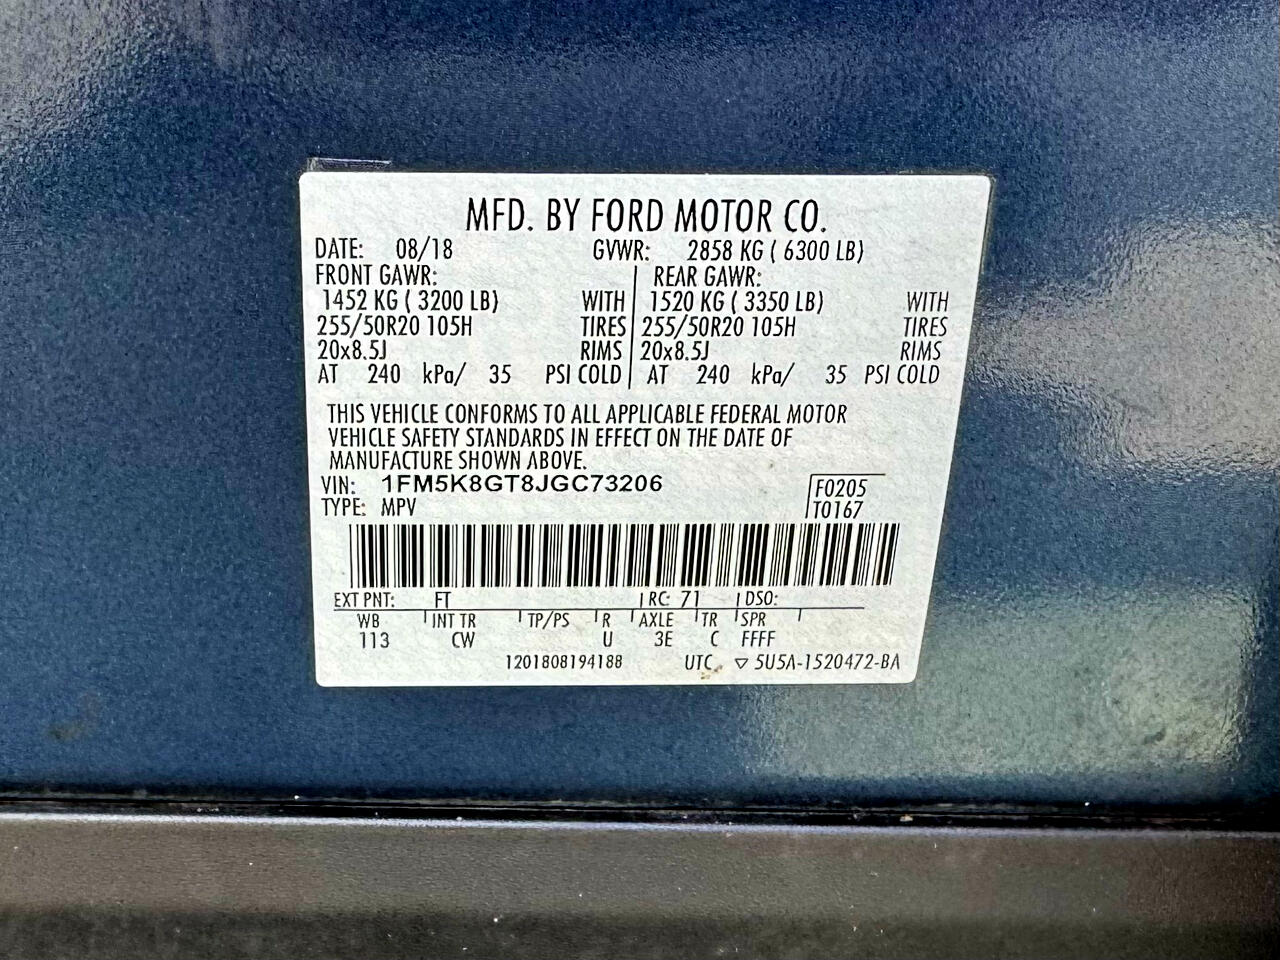 MFD. BY FORD MOTOR CO.
DATE: 08/18 GVWR: 2858 KG ( 6300 LB)
FRONT GAWR: REAR GAWR:
1452 KG ( 3200 LB) WITH 1520 KG ( 3350 LB) WITH
255/50R20 105H TIRES 255/50R20 105H TIRES
20x8.5J RIMS 20x8.5J RIMS
AT 240 kPa/ 35 PSI COLD AT 240 kPa/ 35 PSI COLD
THIS VEHICLE CONFORMS TO ALL APPLICABLE FEDERAL MOTOR
VEHICLE SAFETY STANDARDS IN EFFECT ON THE DATE OF
MANUFACTURE SHOWN ABOVE.
VIN: 1FM5K8GT8JGC73206 F0205
TYPE: MPV T0167
EXT PNT: FT RC: 71 DSO:
WB INT TR TP/PS R AXLE TR SPR
113 CW U 3E C FFFF
1201808194188 UTC ▽ 5U5A-1520472-BA